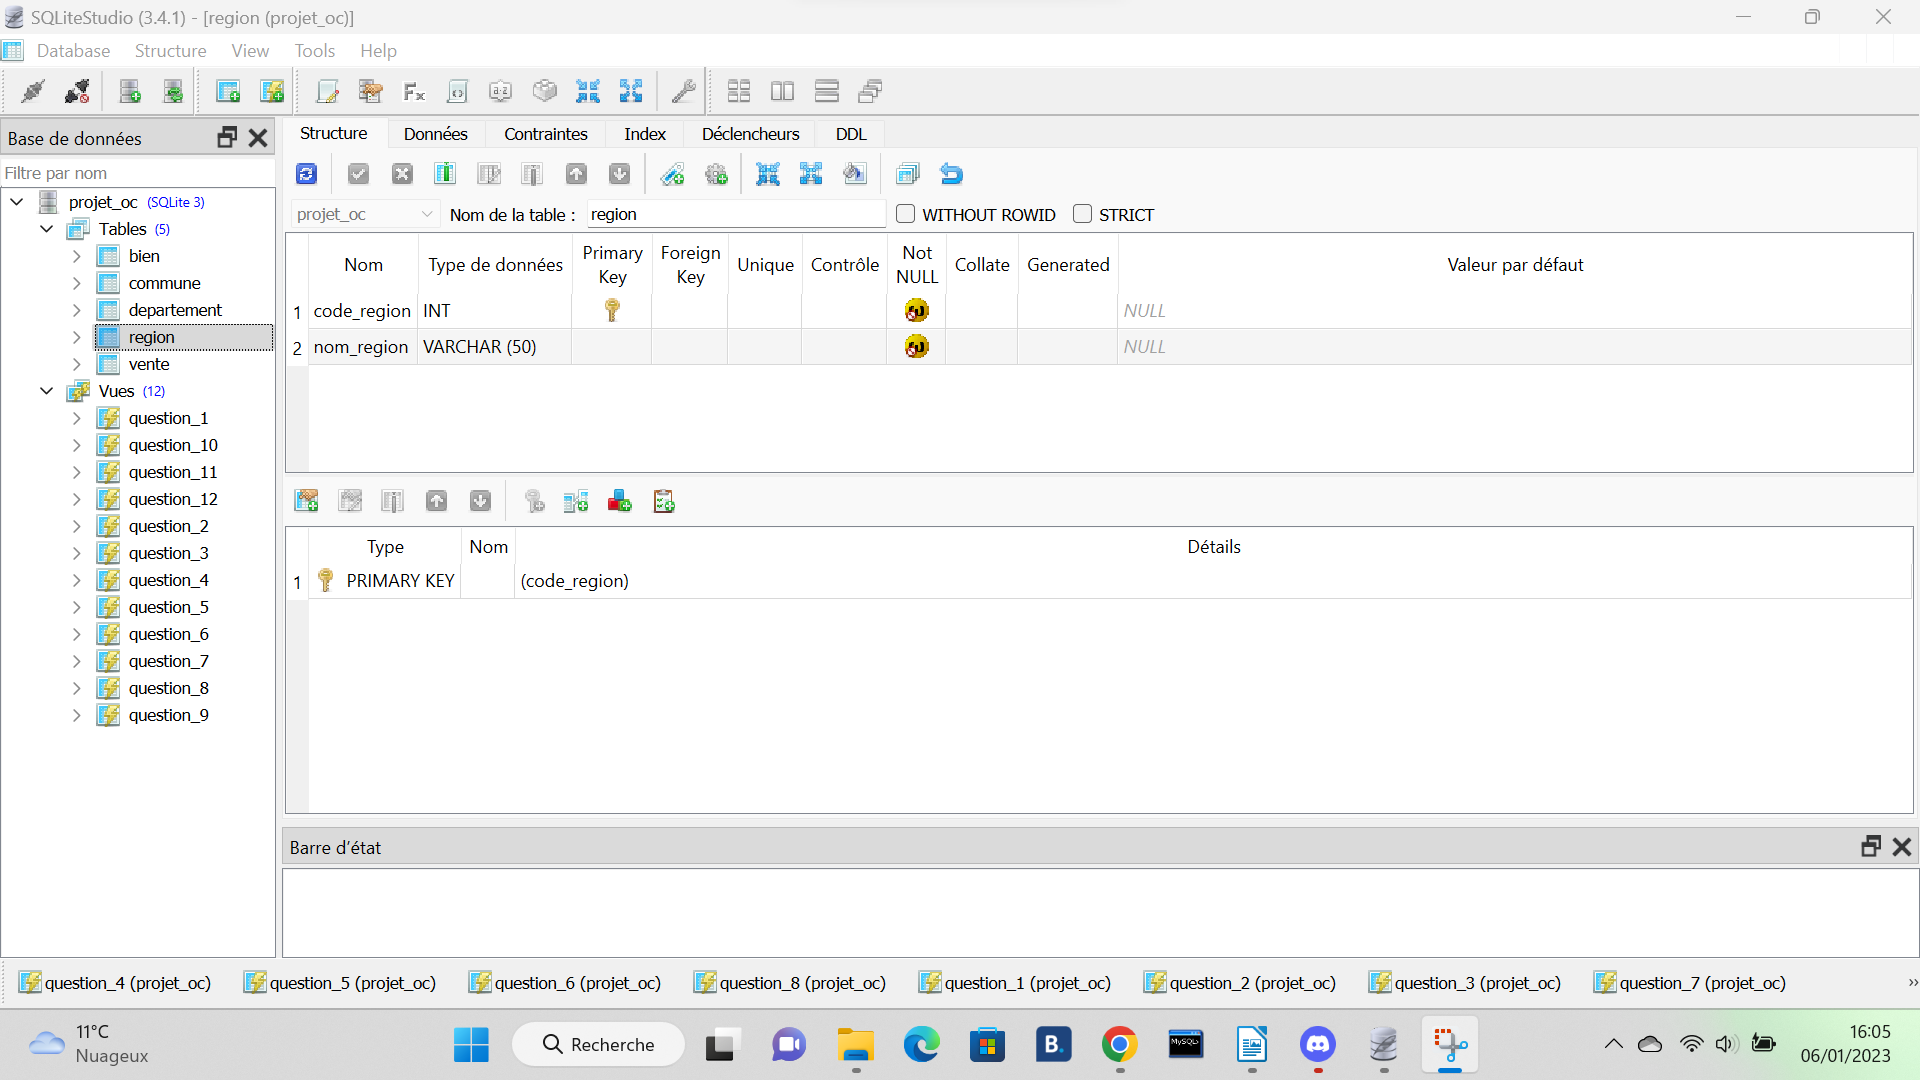 SQLiteStudio (3.4.1) - [region (projet_oc)]
Database Structure View Tools Help
Base de données
Filtre par nom
projet_oc (SQLite 3)
Tables (5)
bien
commune
departement
region
vente
Vues (12)
question_1
question_10
question_11
question_12
question_2
question_3
question_4
question_5
question_6
question_7
question_8
question_9
Structure Données Contraintes Index Déclencheurs DDL
projet_oc Nom de la table : region WITHOUT ROWID STRICT
Nom Type de données Primary Key Foreign Key Unique Contrôle Not NULL Collate Generated Valeur par défaut
1 code_region INT NULL
2 nom_region VARCHAR (50) NULL
Type Nom Détails
1 PRIMARY KEY (code_region)
Barre d'état
question_4 (projet_oc) question_5 (projet_oc) question_6 (projet_oc) question_8 (projet_oc) question_1 (projet_oc) question_2 (projet_oc) question_3 (projet_oc) question_7 (projet_oc) »
11°C
Nuageux
Recherche
B.
MySQL
16:05
06/01/2023